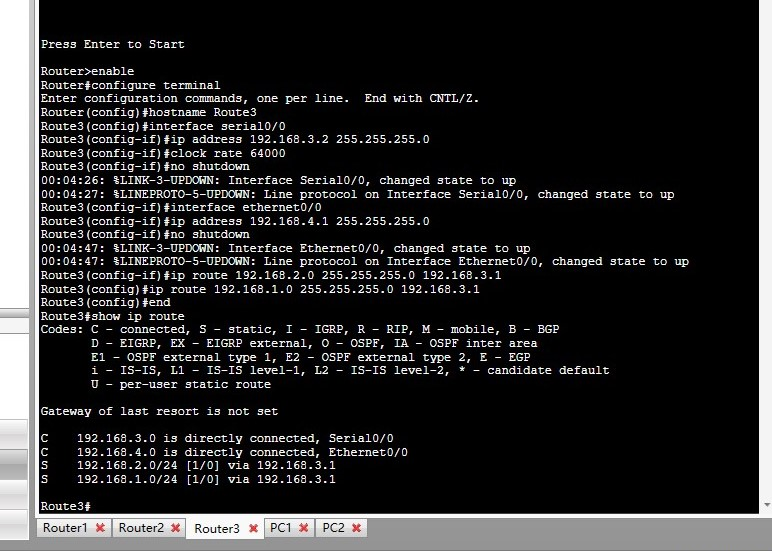 Press Enter to Start
Router>enable
Router#configure terminal
Enter configuration commands, one per line.  End with CNTL/Z.
Router(config)#hostname Route3
Route3(config)#interface serial0/0
Route3(config-if)#ip address 192.168.3.2 255.255.255.0
Route3(config-if)#clock rate 64000
Route3(config-if)#no shutdown
00:04:26: %LINK-3-UPDOWN: Interface Serial0/0, changed state to up
00:04:27: %LINEPROTO-5-UPDOWN: Line protocol on Interface Serial0/0, changed state to up
Route3(config-if)#interface ethernet0/0
Route3(config-if)#ip address 192.168.4.1 255.255.255.0
Route3(config-if)#no shutdown
00:04:47: %LINK-3-UPDOWN: Interface Ethernet0/0, changed state to up
00:04:47: %LINEPROTO-5-UPDOWN: Line protocol on Interface Ethernet0/0, changed state to up
Route3(config-if)#ip route 192.168.2.0 255.255.255.0 192.168.3.1
Route3(config)#ip route 192.168.1.0 255.255.255.0 192.168.3.1
Route3(config)#end
Route3#show ip route
Codes: C - connected, S - static, I - IGRP, R - RIP, M - mobile, B - BGP
D - EIGRP, EX - EIGRP external, O - OSPF, IA - OSPF inter area
E1 - OSPF external type 1, E2 - OSPF external type 2, E - EGP
i - IS-IS, L1 - IS-IS level-1, L2 - IS-IS level-2, * - candidate default
U - per-user static route
Gateway of last resort is not set
C    192.168.3.0 is directly connected, Serial0/0
C    192.168.4.0 is directly connected, Ethernet0/0
S    192.168.2.0/24 [1/0] via 192.168.3.1
S    192.168.1.0/24 [1/0] via 192.168.3.1
Route3#
Router1 Router2 Router3 PC1 PC2